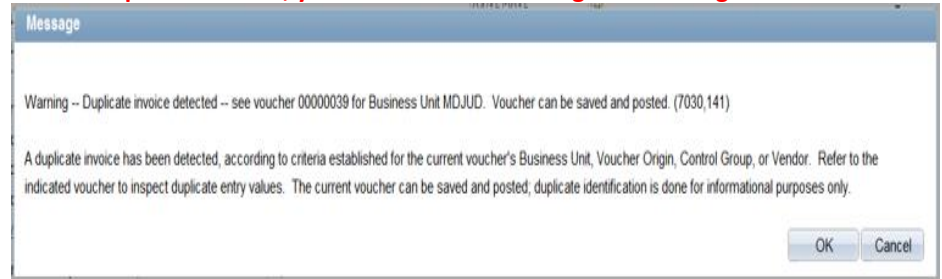 Message
Warning -- Duplicate invoice detected -- see voucher 00000039 for Business Unit MDJUD. Voucher can be saved and posted. (7030,141)
A duplicate invoice has been detected, according to criteria established for the current voucher's Business Unit, Voucher Origin, Control Group, or Vendor. Refer to the
indicated voucher to inspect duplicate entry values. The current voucher can be saved and posted; duplicate identification is done for informational purposes only.
OK Cancel